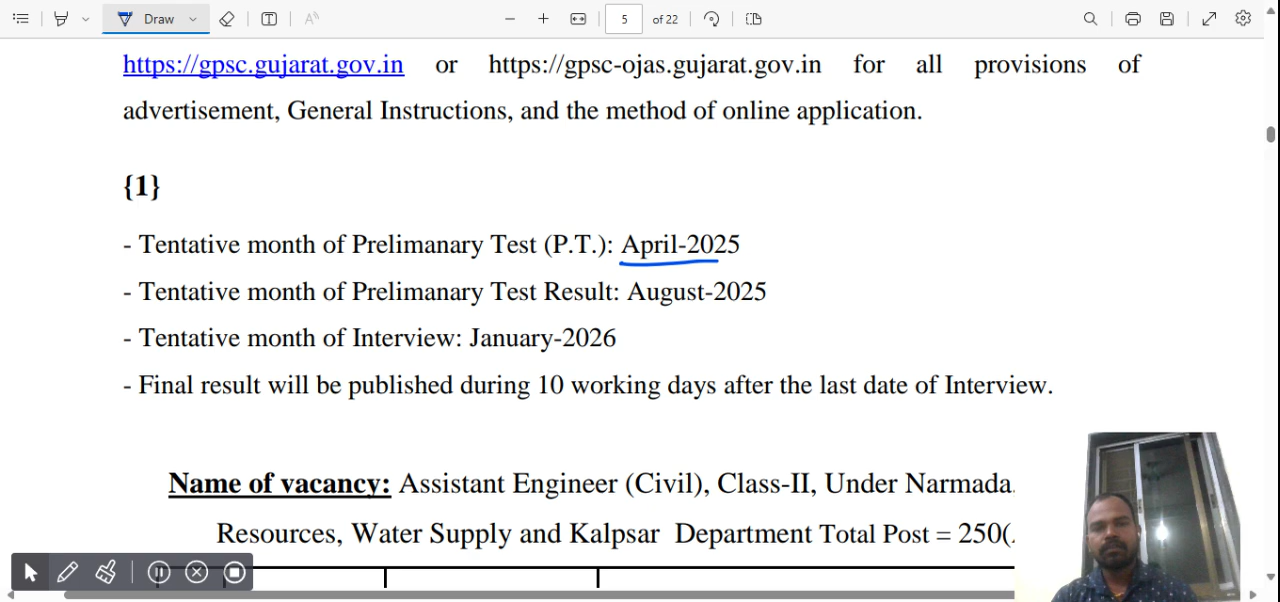 Draw
5 of 22
https://gpsc.gujarat.gov.in or https://gpsc-ojas.gujarat.gov.in for all provisions of
advertisement, General Instructions, and the method of online application.
{1}
- Tentative month of Prelimanary Test (P.T.): April-2025
- Tentative month of Prelimanary Test Result: August-2025
- Tentative month of Interview: January-2026
- Final result will be published during 10 working days after the last date of Interview.
Name of vacancy: Assistant Engineer (Civil), Class-II, Under Narmada
Resources, Water Supply and Kalpsar Department Total Post = 250(